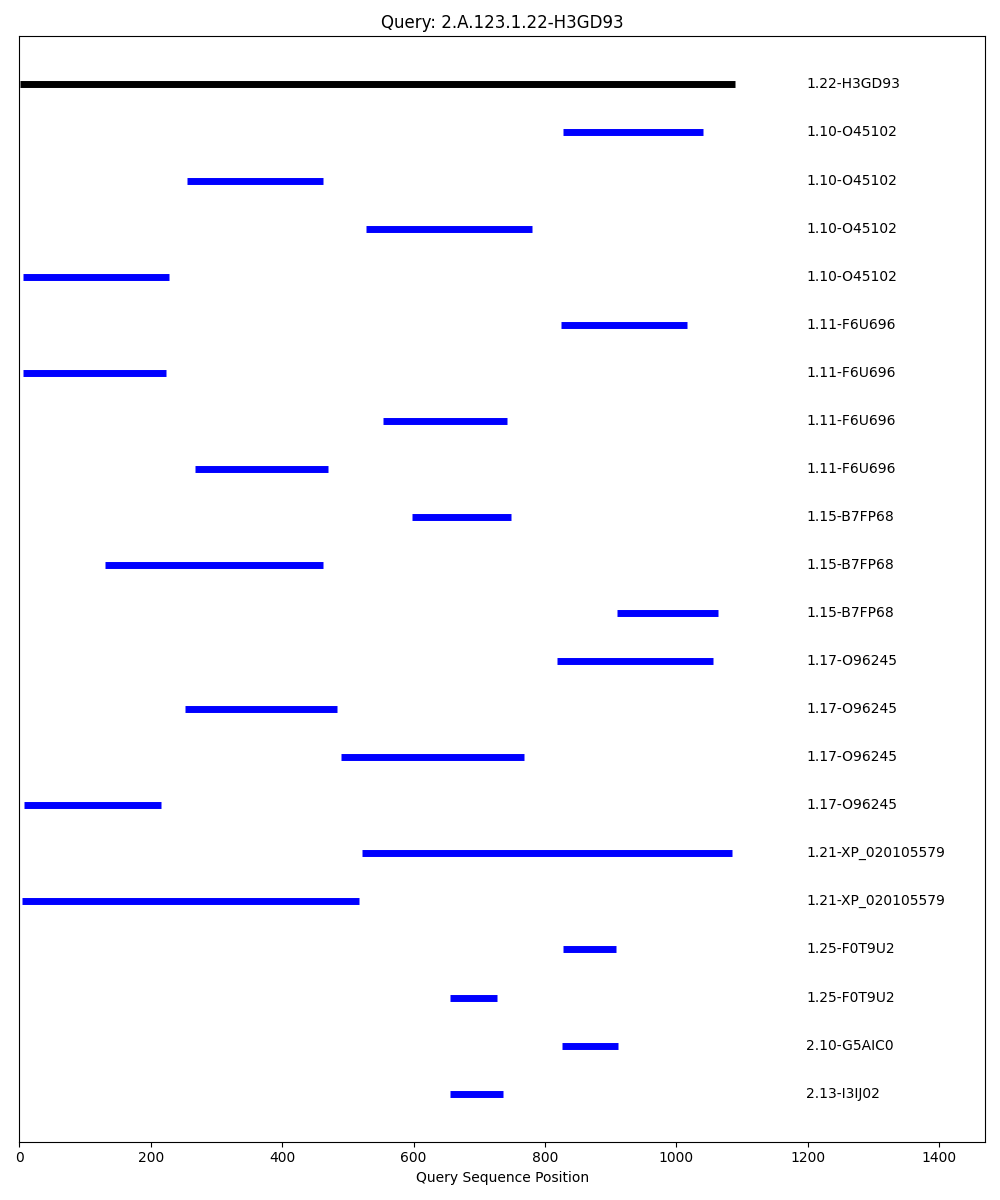 Query: 2.A.123.1.22-H3GD93
1.22-H3GD93
1.10-O45102
1.10-O45102
1.10-O45102
1.10-O45102
1.11-F6U696
1.11-F6U696
1.11-F6U696
1.11-F6U696
1.15-B7FP68
1.15-B7FP68
1.15-B7FP68
1.17-O96245
1.17-O96245
1.17-O96245
1.17-O96245
1.21-XP_020105579
1.21-XP_020105579
1.25-F0T9U2
1.25-F0T9U2
2.10-G5AIC0
2.13-I3IJ02
0 200 400 600 800 1000 1200 1400
Query Sequence Position